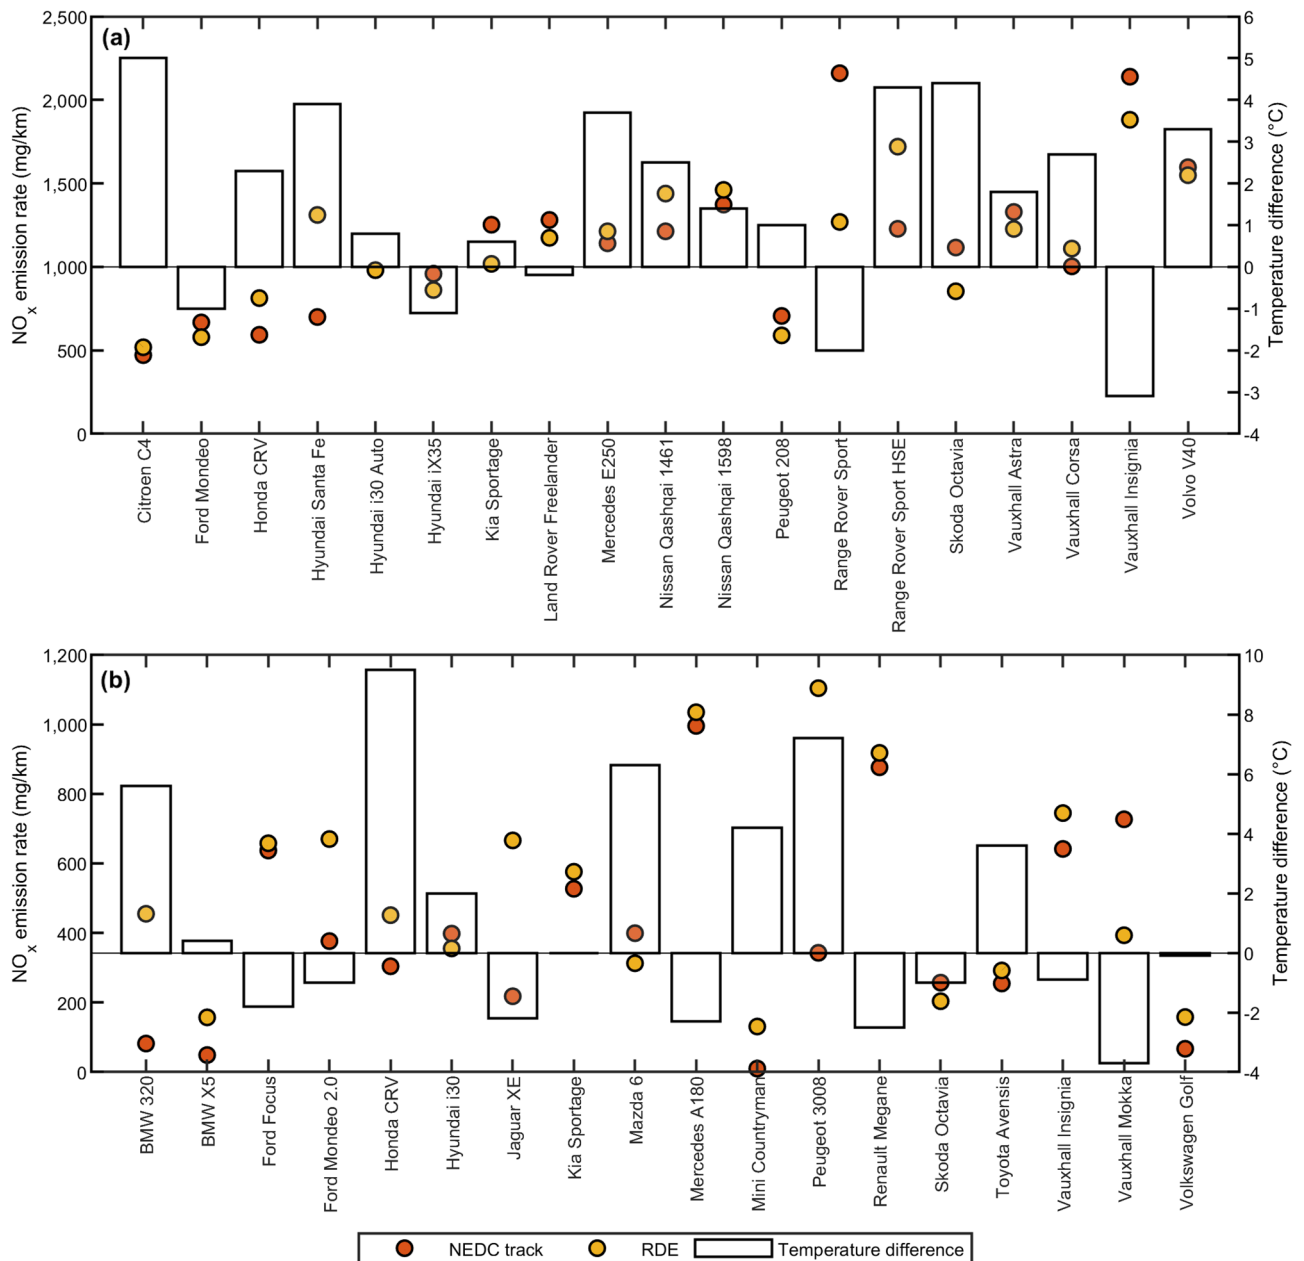 (a)
NOx emission rate (mg/km)
2,500
2,000
1,500
1,000
500
0
6
5
4
3
2
1
0
-1
-2
-3
-4
Temperature difference (°C)
Citroen C4
Ford Mondeo
Honda CRV
Hyundai Santa Fe
Hyundai i30 Auto
Hyundai iX35
Kia Sportage
Land Rover Freelander
Mercedes E250
Nissan Qashqai 1461
Nissan Qashqai 1598
Peugeot 208
Range Rover Sport
Range Rover Sport HSE
Skoda Octavia
Vauxhall Astra
Vauxhall Corsa
Vauxhall Insignia
Volvo V40
(b)
NOx emission rate (mg/km)
1,200
1,000
800
600
400
200
0
10
8
6
4
2
0
-2
-4
Temperature difference (°C)
BMW 320
BMW X5
Ford Focus
Ford Mondeo 2.0
Honda CRV
Hyundai i30
Jaguar XE
Kia Sportage
Mazda 6
Mercedes A180
Mini Countryman
Peugeot 3008
Renault Megane
Skoda Octavia
Toyota Avensis
Vauxhall Insignia
Vauxhall Mokka
Volkswagen Golf
NEDC track RDE Temperature difference